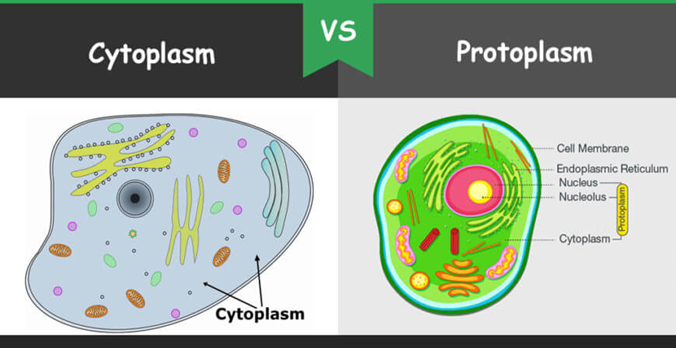 Cytoplasm
VS
Protoplasm
Cytoplasm
Cell Membrane
Endoplasmic Reticulum
Nucleus
Nucleolus
Protoplasm
Cytoplasm